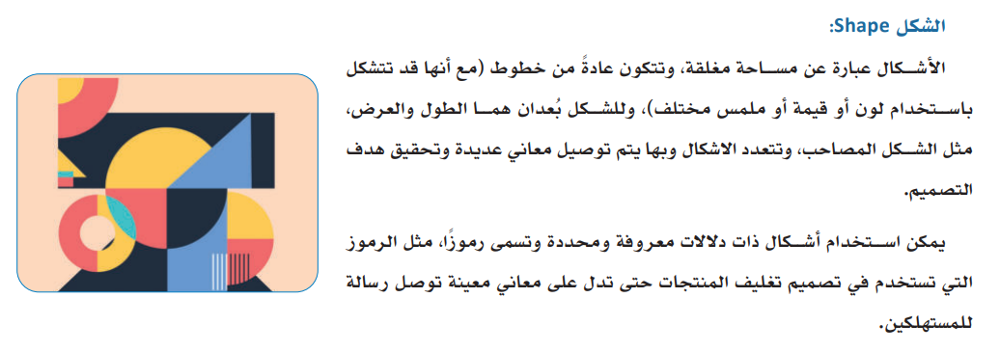 الشكل Shape:
الأشكال عبارة عن مساحة مغلقة، وتتكون عادةً من خطوط (مع أنها قد تتشكل
باستخدام لون أو قيمة أو ملمس مختلف)، وللشكل بُعدان هما الطول والعرض،
مثل الشكل المصاحب، وتتعدد الاشكال وبها يتم توصيل معاني عديدة وتحقيق هدف
التصميم.
يمكن استخدام أشكال ذات دلالات معروفة ومحددة وتسمى رموزًا، مثل الرموز
التي تستخدم في تصميم تغليف المنتجات حتى تدل على معاني معينة توصل رسالة
للمستهلكين.